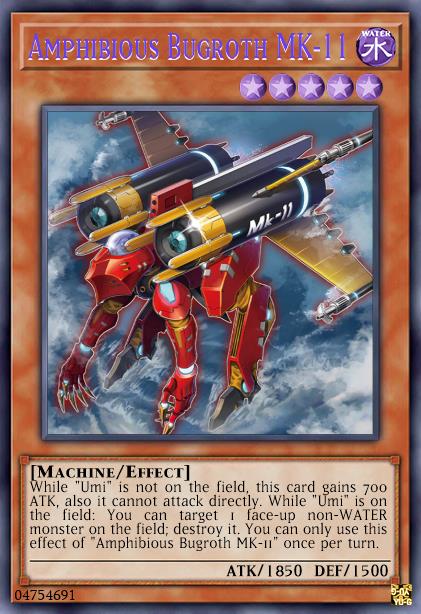 AMPHIBIOUS BUGROTH MK-11
WATER
水
Mk-11
[MACHINE/EFFECT]
While "Umi" is not on the field, this card gains 700
ATK, also it cannot attack directly. While "Umi" is on
the field: You can target 1 face-up non-WATER
monster on the field; destroy it. You can only use this
effect of "Amphibious Bugroth MK-11" once per turn.
ATK/1850 DEF/1500
04754691